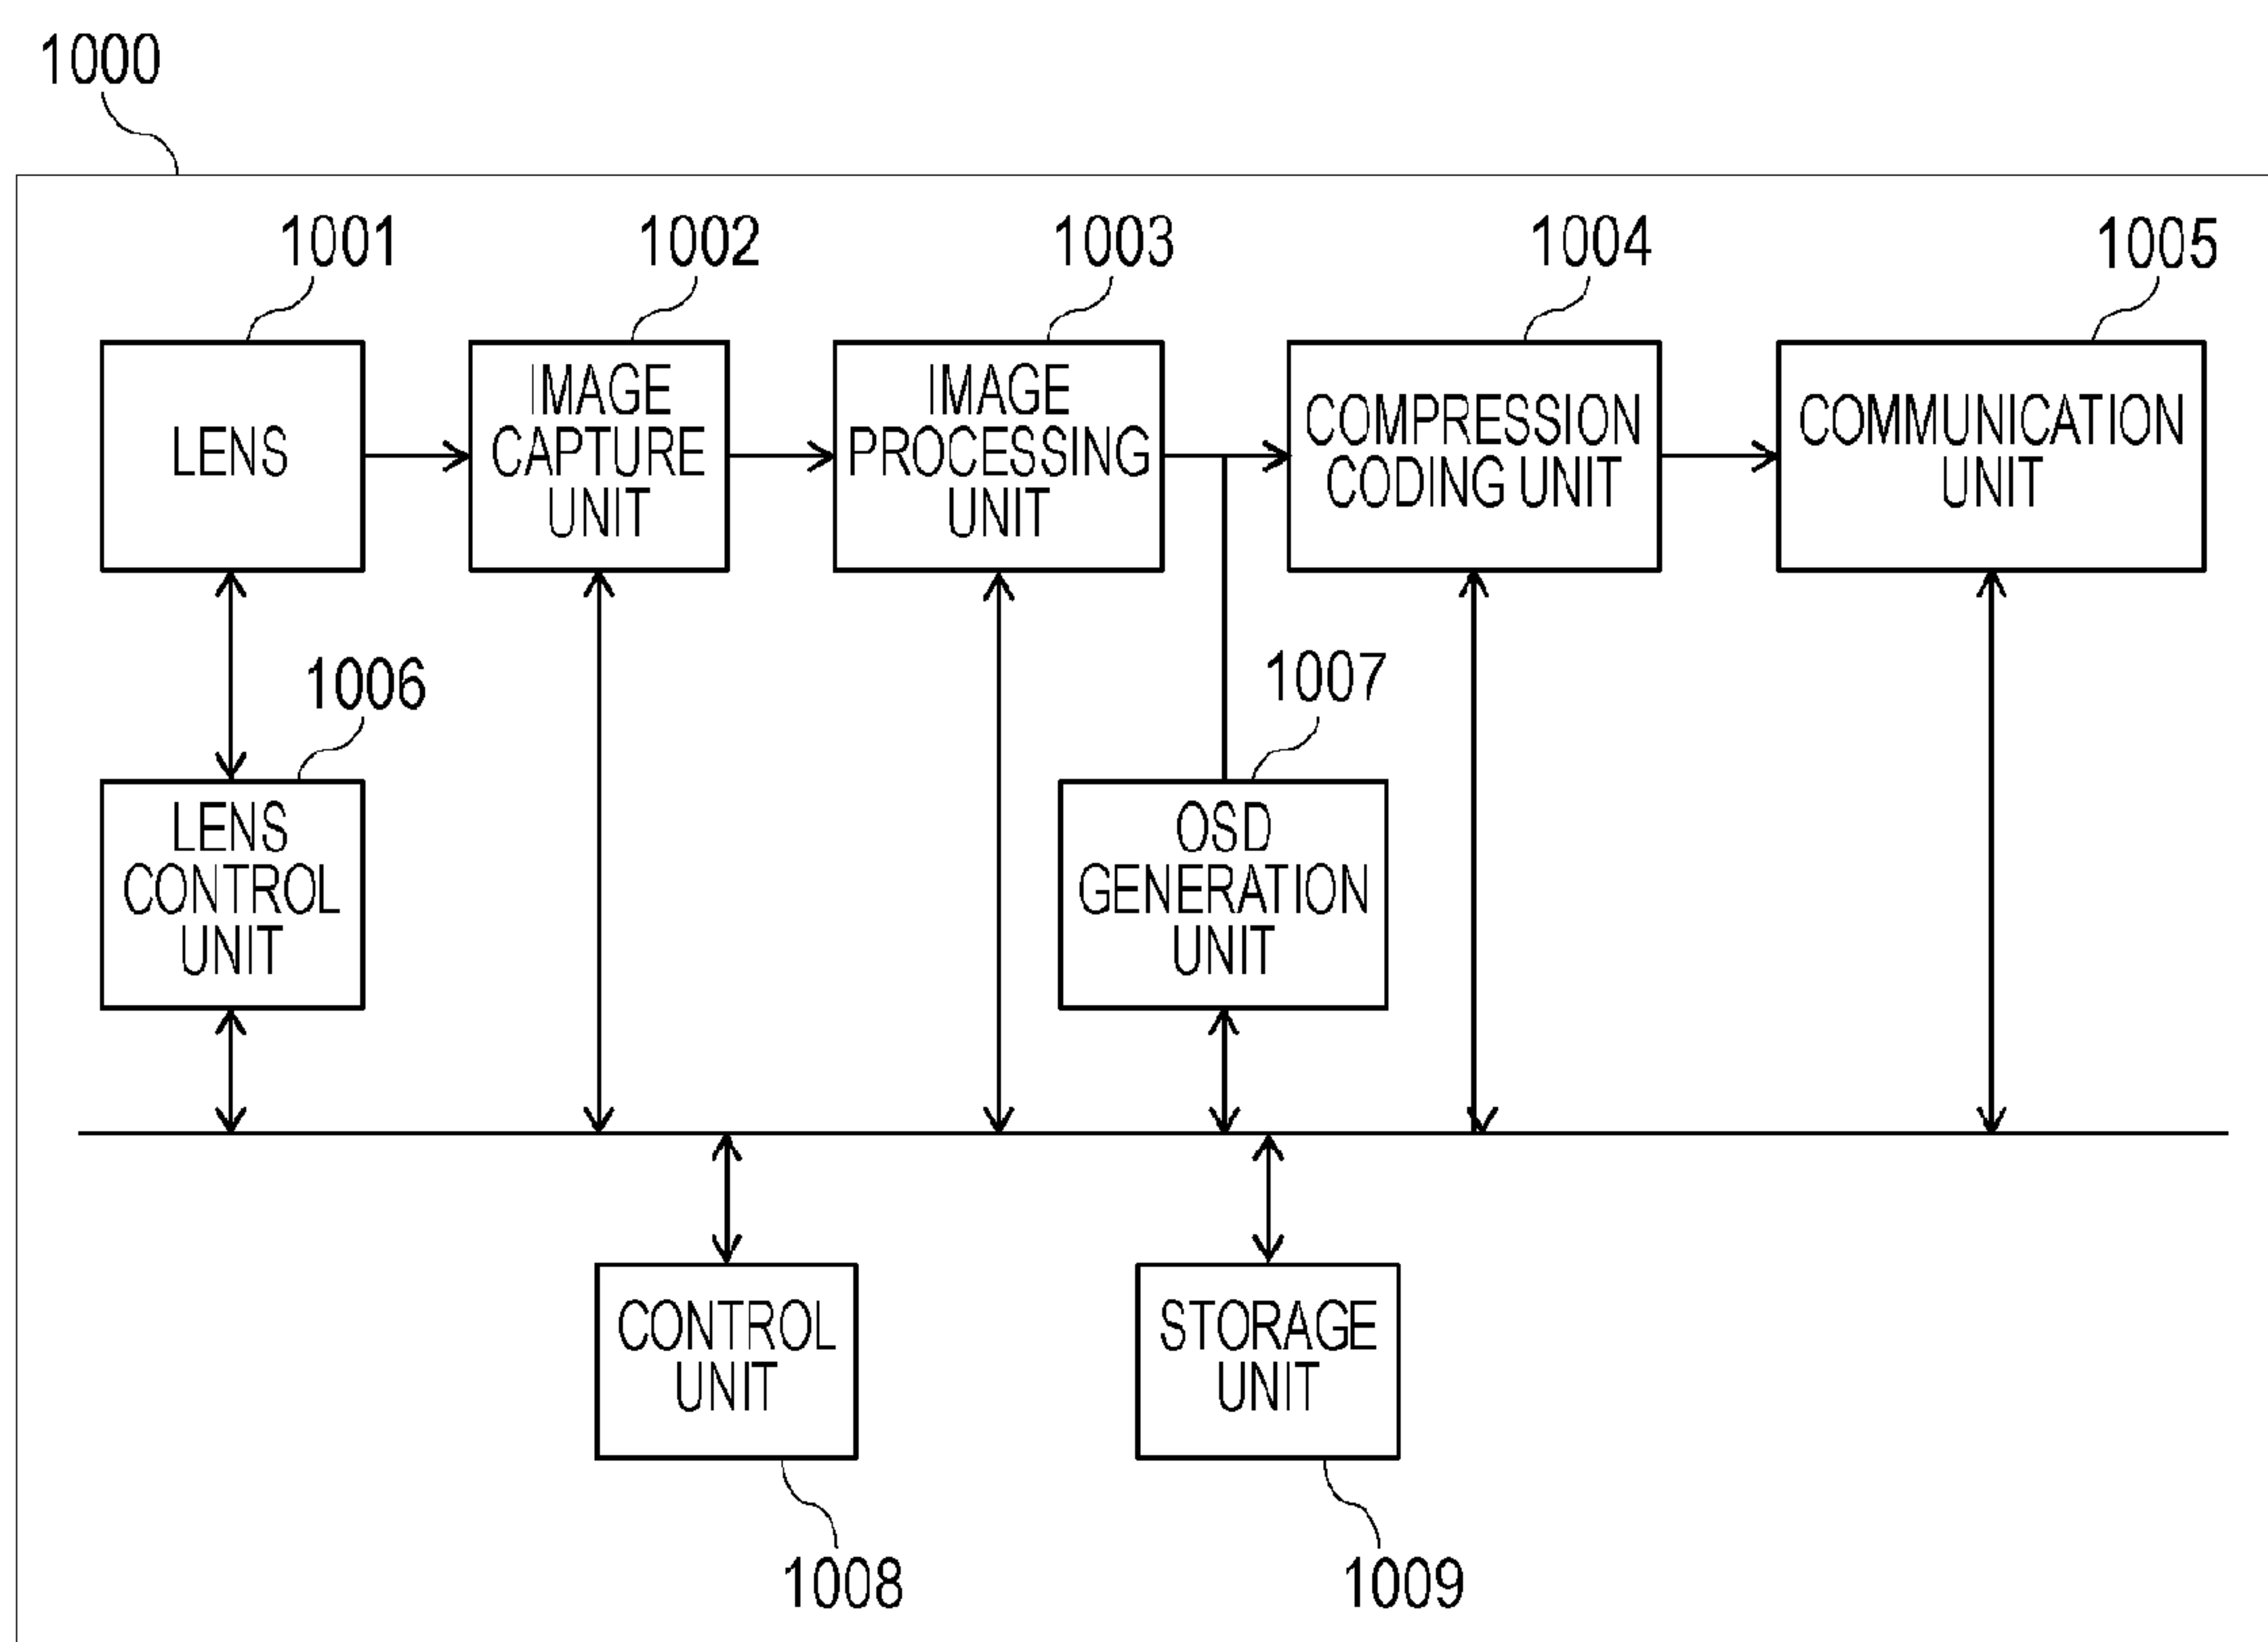 1000
1001
1002
1003
1004
1005
LENS
IMAGE
CAPTURE
UNIT
IMAGE
PROCESSING
UNIT
COMPRESSION
CODING UNIT
COMMUNICATION
UNIT
1006
1007
LENS
CONTROL
UNIT
OSD
GENERATION
UNIT
CONTROL
UNIT
STORAGE
UNIT
1008
1009